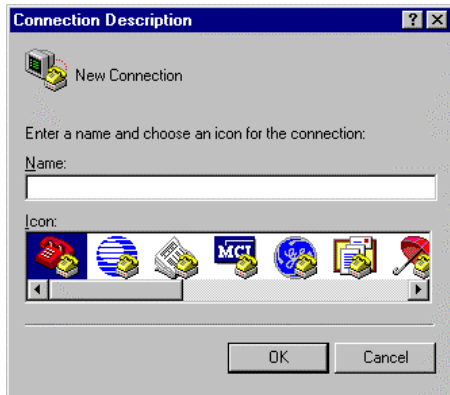 Connection Description
New Connection
Enter a name and choose an icon for the connection:
Name:
Icon:
MCI
OK Cancel